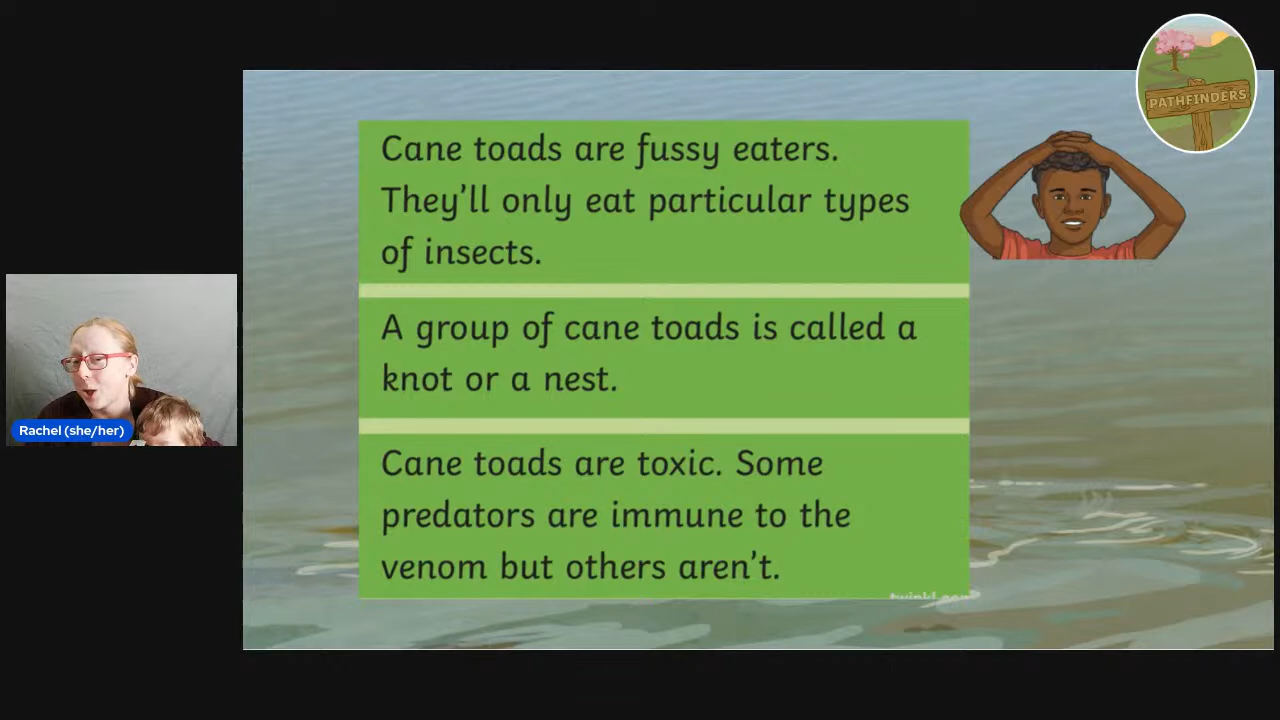 PATHFINDERS
Cane toads are fussy eaters.
They'll only eat particular types
of insects.
A group of cane toads is called a
knot or a nest.
Cane toads are toxic. Some
predators are immune to the
venom but others aren't.
Rachel (she/her)